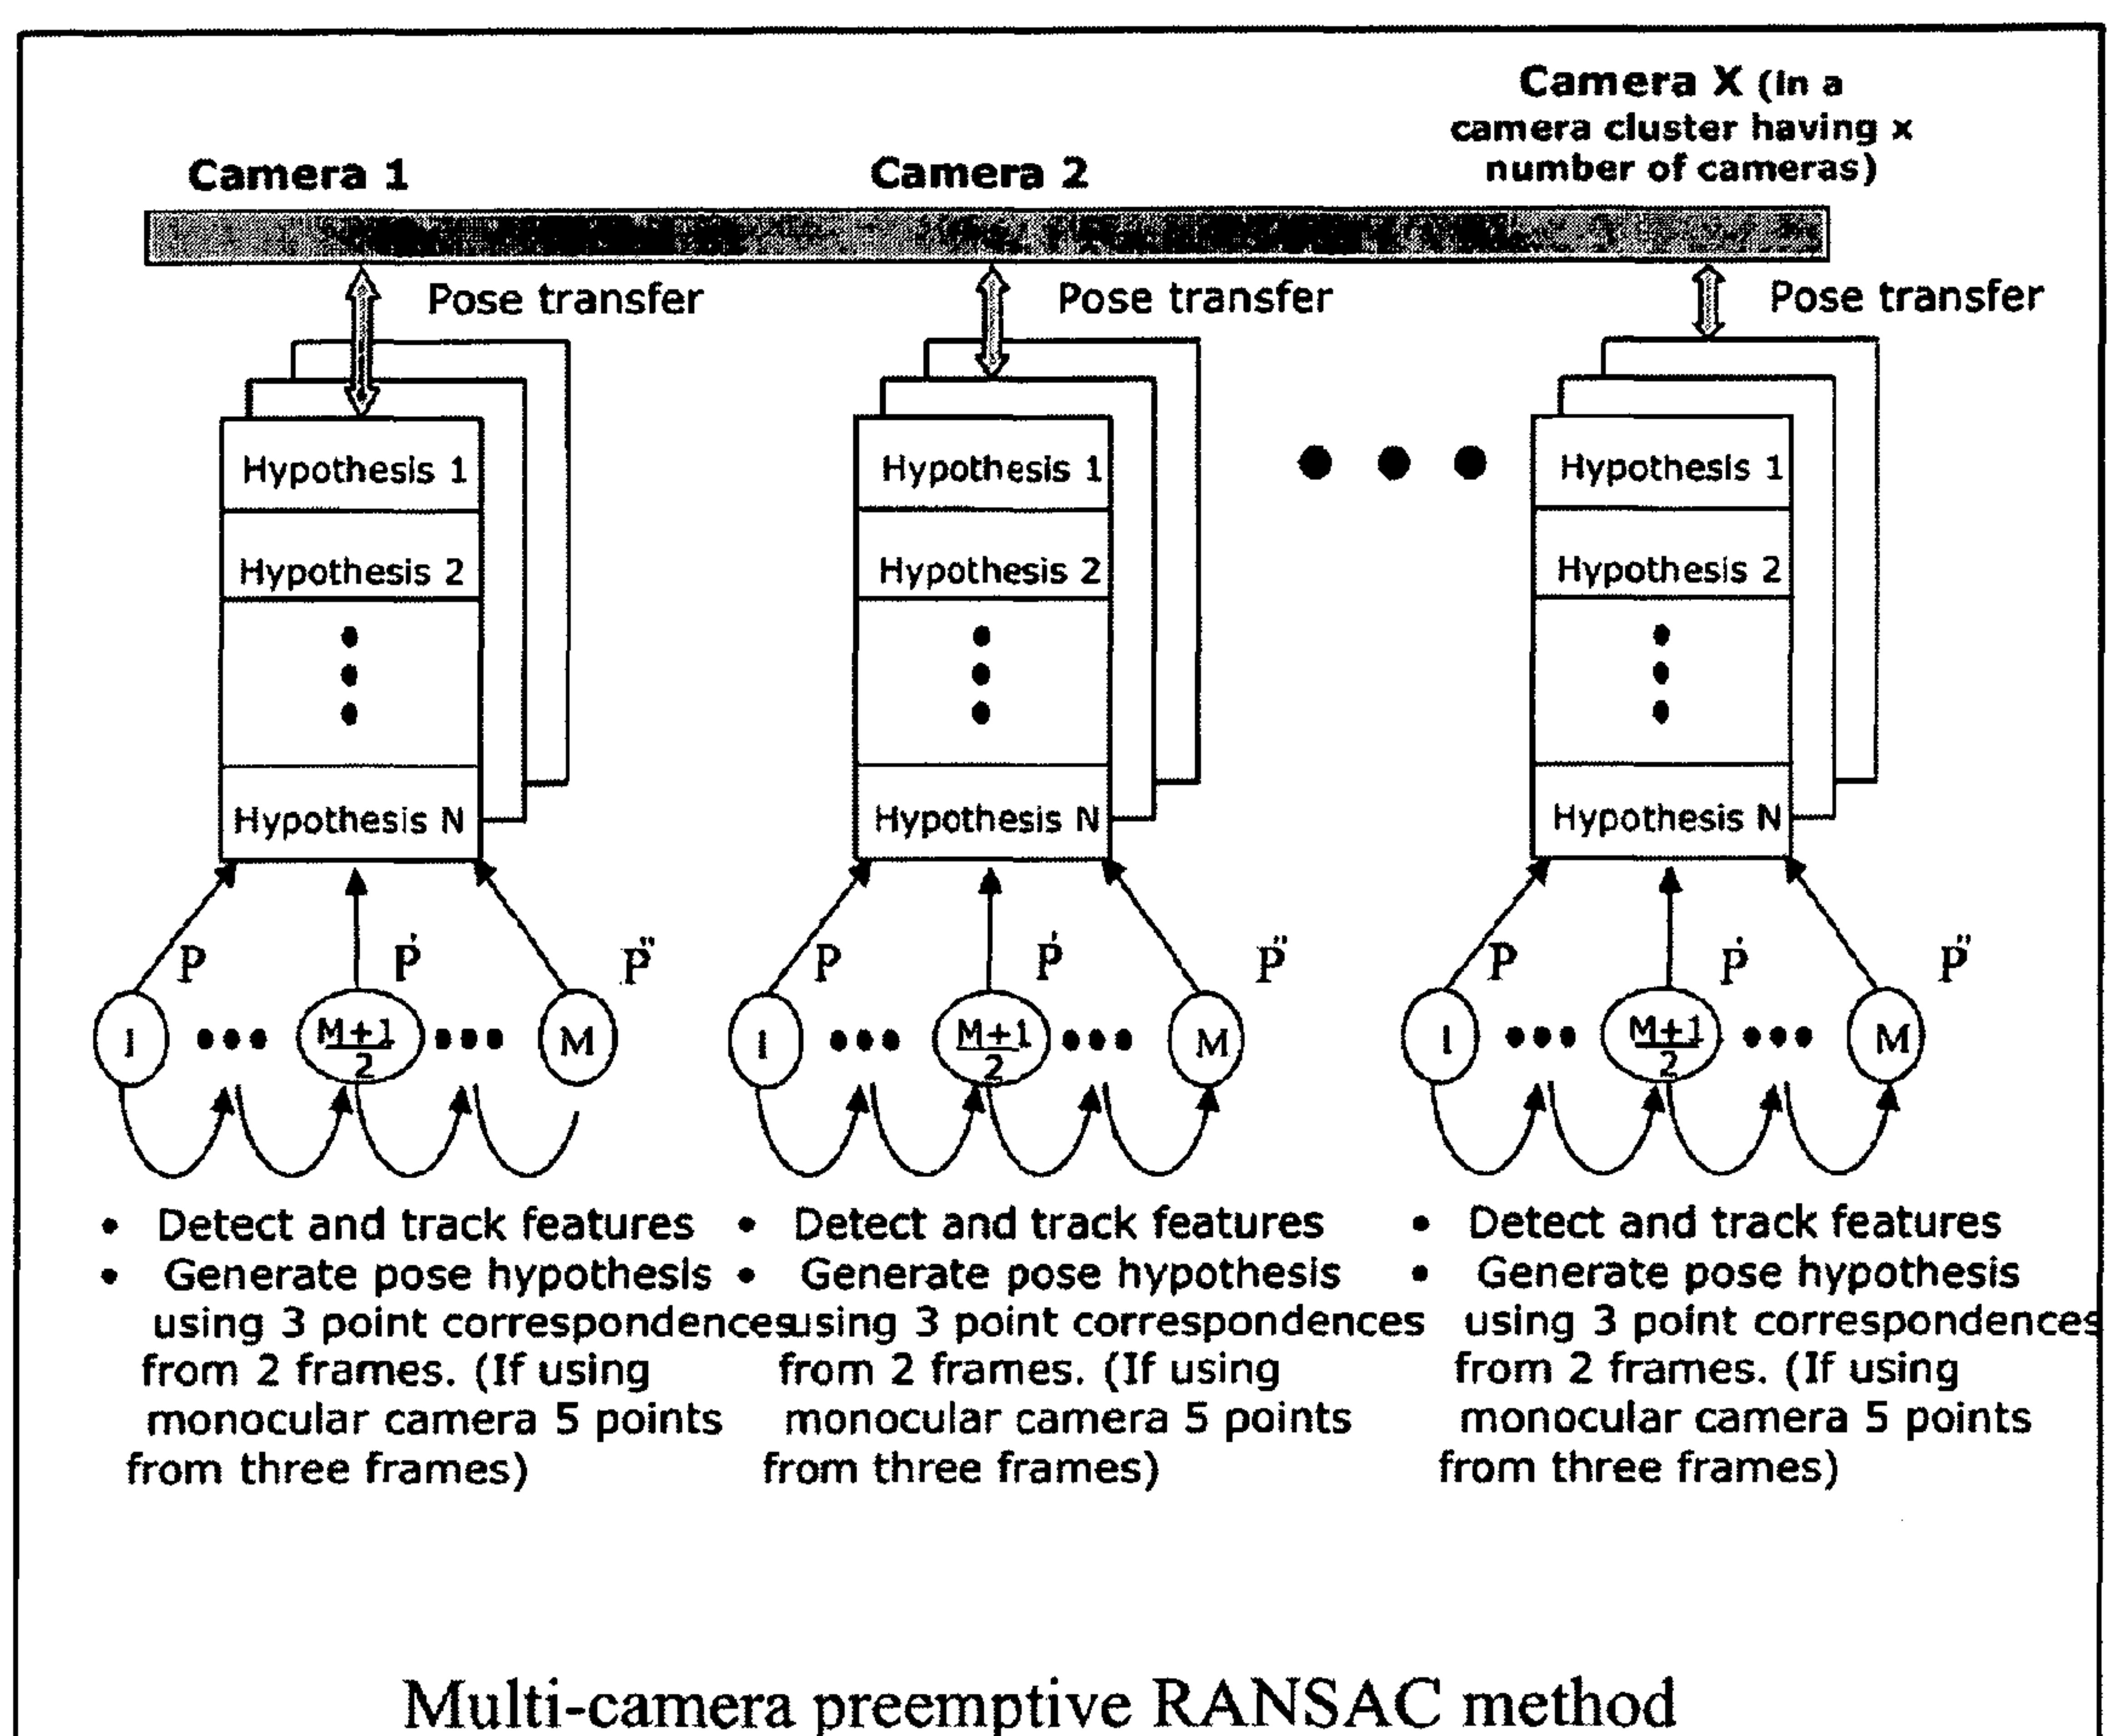 Camera X (in a
camera cluster having x
number of cameras)
Camera 1
Camera 2
Pose transfer
Pose transfer
Pose transfer
Hypothesis 1
Hypothesis 2
Hypothesis N
Hypothesis 1
Hypothesis 2
Hypothesis N
Hypothesis 1
Hypothesis 2
Hypothesis N
P
P'
P"
P
P'
P"
P
P'
P"
1
M+1
2
M
1
M+1
2
M
1
M+1
2
M
• Detect and track features
• Generate pose hypothesis
using 3 point correspondences
from 2 frames. (If using
monocular camera 5 points
from three frames)
• Detect and track features
• Generate pose hypothesis
using 3 point correspondences
from 2 frames. (If using
monocular camera 5 points
from three frames)
• Detect and track features
• Generate pose hypothesis
using 3 point correspondences
from 2 frames. (If using
monocular camera 5 points
from three frames)
Multi-camera preemptive RANSAC method